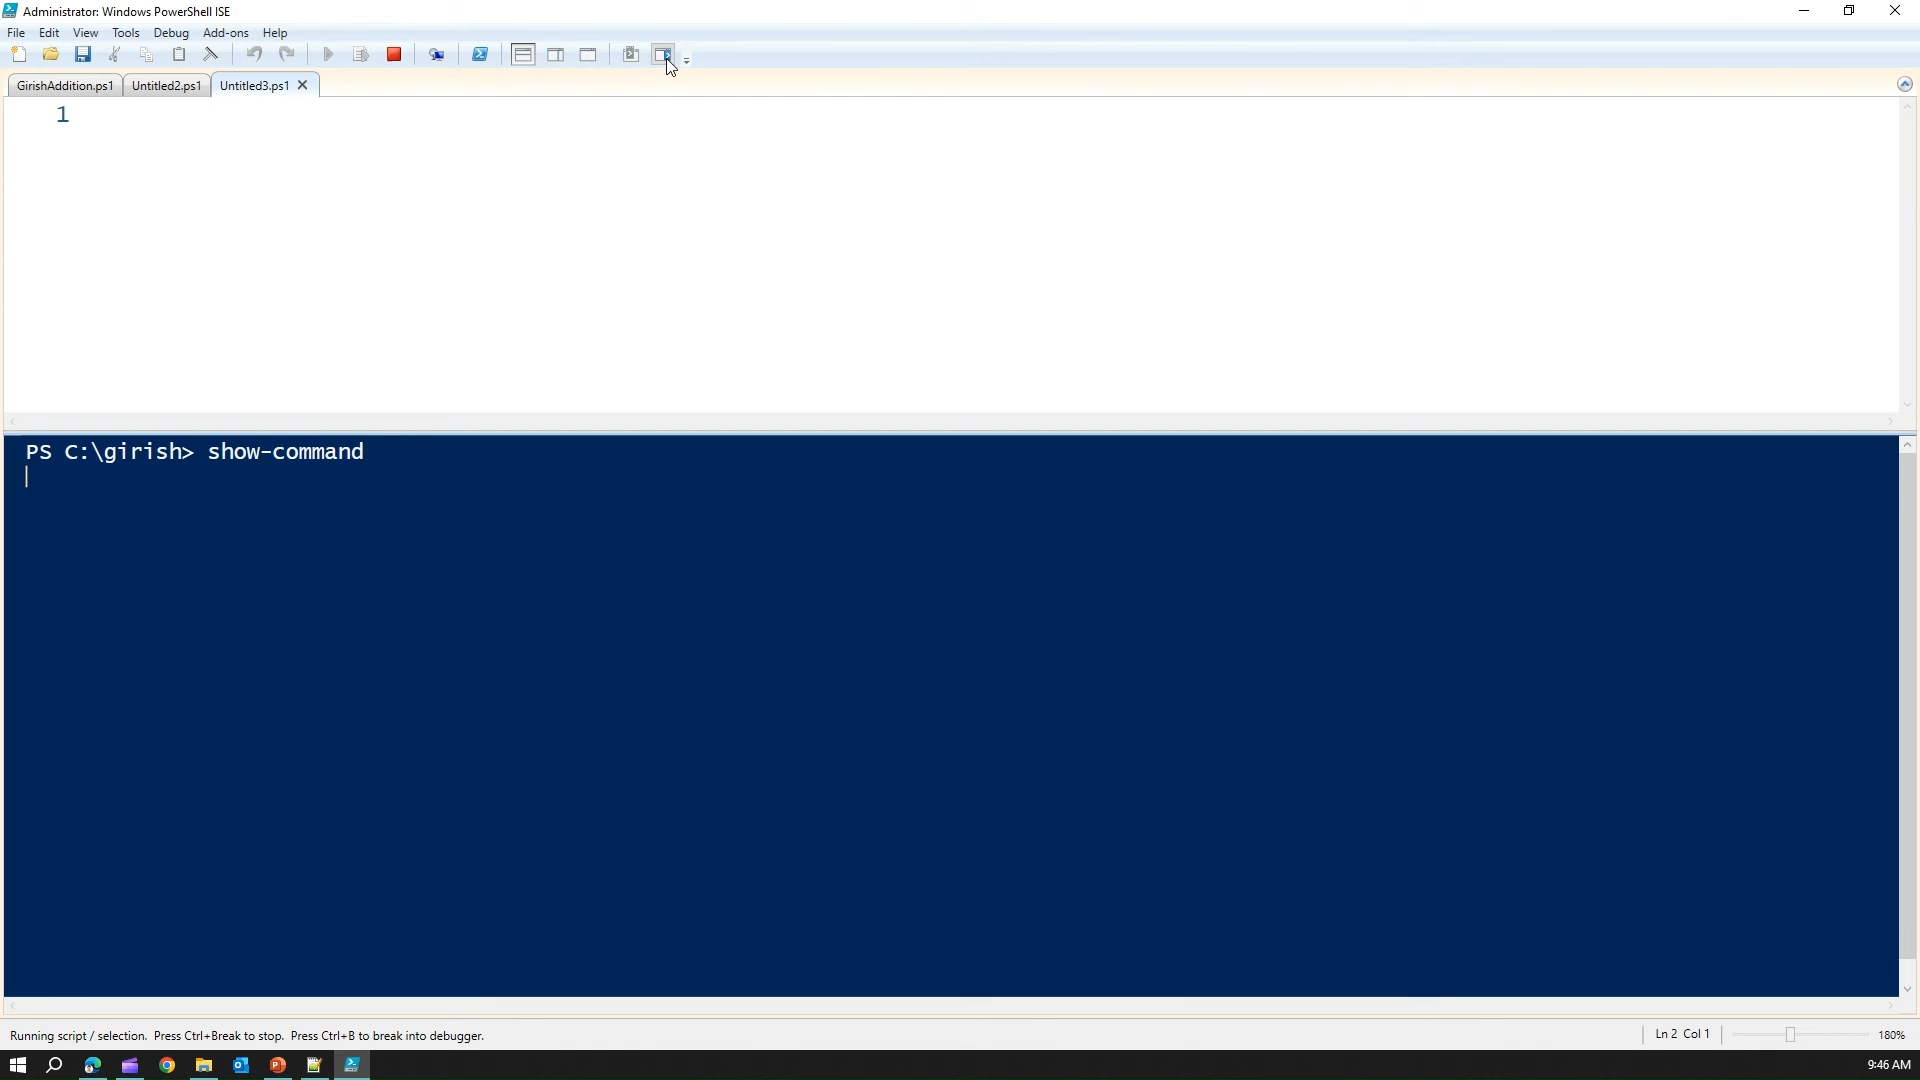 Administrator: Windows PowerShell ISE
File Edit View Tools Debug Add-ons Help
GirishAddition.ps1 Untitled2.ps1 Untitled3.ps1
1
PS C:\girish> show-command
Running script / selection. Press Ctrl+Break to stop. Press Ctrl+B to break into debugger.
Ln 2 Col 1
180%
9:46 AM